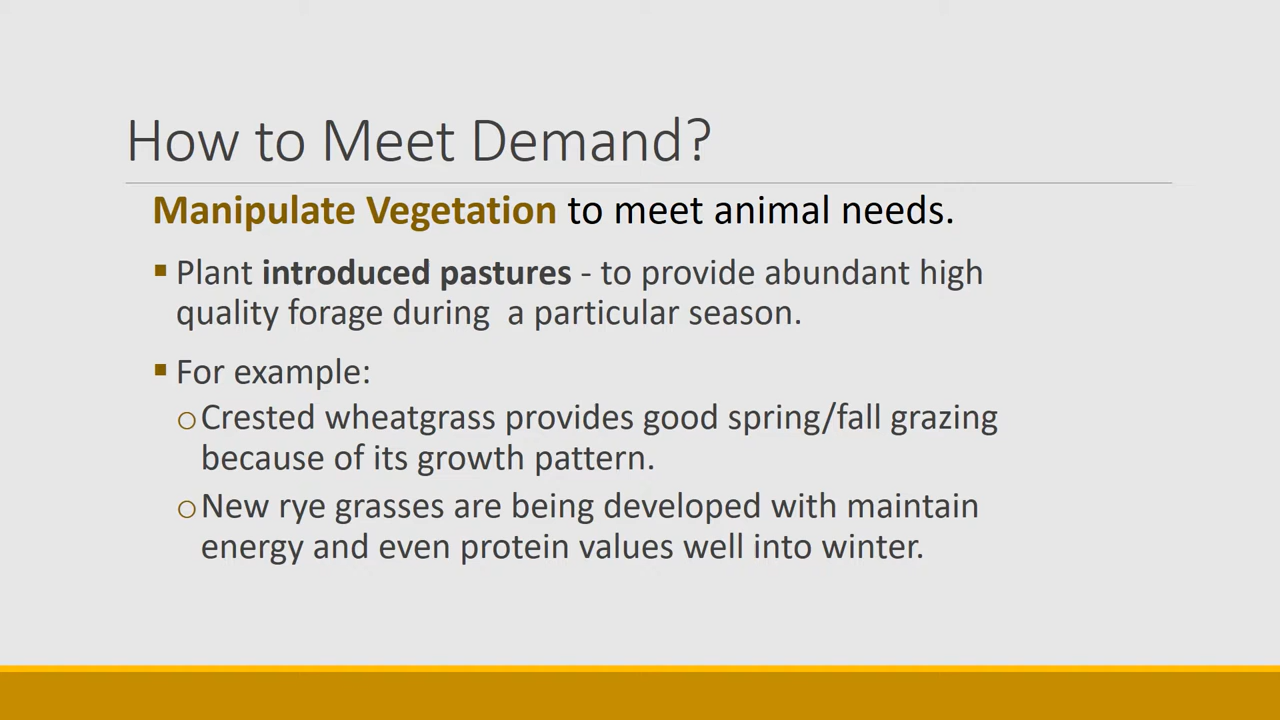 How to Meet Demand?
Manipulate Vegetation to meet animal needs.
▪ Plant introduced pastures - to provide abundant high
quality forage during a particular season.
▪ For example:
o Crested wheatgrass provides good spring/fall grazing
because of its growth pattern.
o New rye grasses are being developed with maintain
energy and even protein values well into winter.